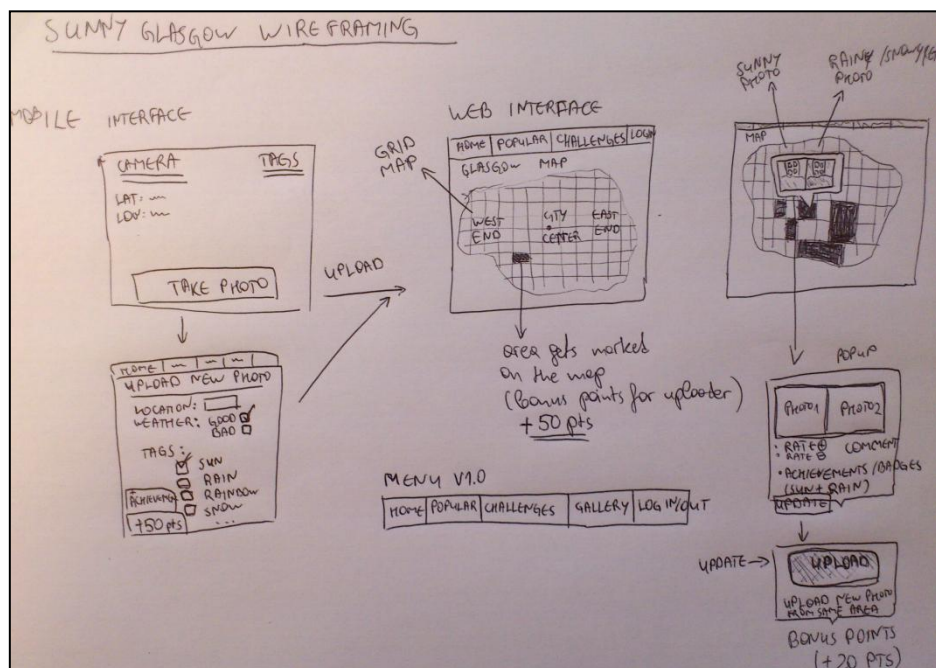 SUNNY GLASGOW WIREFRAMING
MOBILE INTERFACE
CAMERA TAGS
LAT:
LON:
TAKE PHOTO
UPLOAD
HOME
UPLOAD NEW PHOTO
LOCATION:
WEATHER: GOOD
BAD
TAGS:
SUN
RAIN
RAINBOW
SNOW
...
+50 pts
WEB INTERFACE
HOME POPULAR CHALLENGES LOGIN
GLASGOW MAP
GRID
MAP
WEST
END
CITY
CENTER
EAST
END
area gets marked
on the map
(bonus points for uploader)
+50 pts
MENU V1.0
HOME POPULAR CHALLENGES GALLERY LOG IN/OUT
SUNNY
PHOTO
RAINY/SNOWY
PHOTO
MAP
POPUP
PHOTO1 PHOTO2
RATE ⊕ COMMENT
RATE ⊖
• ACHIEVEMENTS/BADGES
(SUN + RAIN)
UPDATE
UPDATE →
UPLOAD
UPLOAD NEW PHOTO
FROM SAME AREA
BONUS POINTS
(+20 PTS)